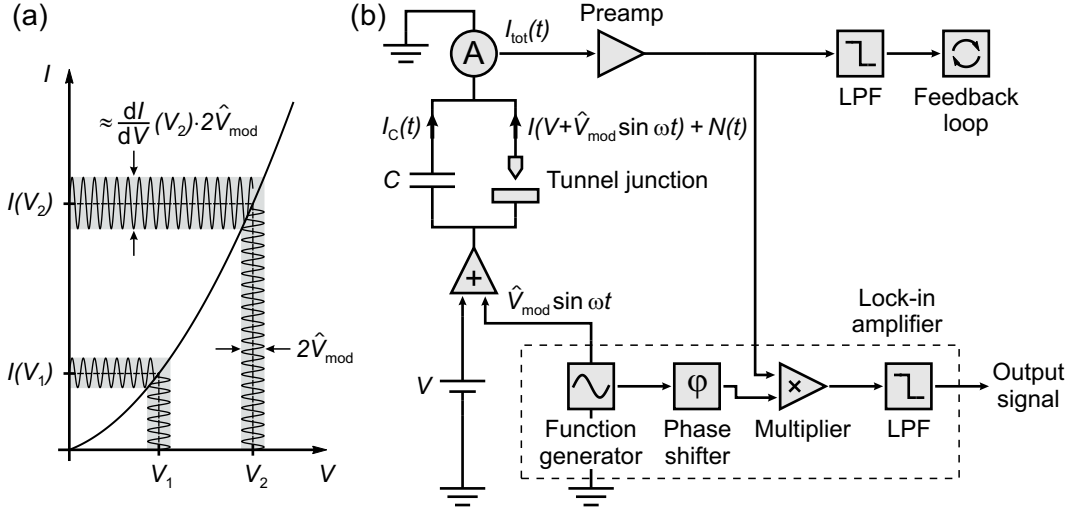 (a)
I
≈ dI/dV (V₂)·2V̂mod
I(V₂)
I(V₁)
2V̂mod
V₁
V₂
V
(b)
A
Itot(t)
Preamp
LPF
Feedback
loop
IC(t)
I(V+V̂mod sin ωt) + N(t)
C
Tunnel junction
+
V̂mod sin ωt
V
Lock-in
amplifier
φ
×
Output
signal
Function
generator
Phase
shifter
Multiplier
LPF